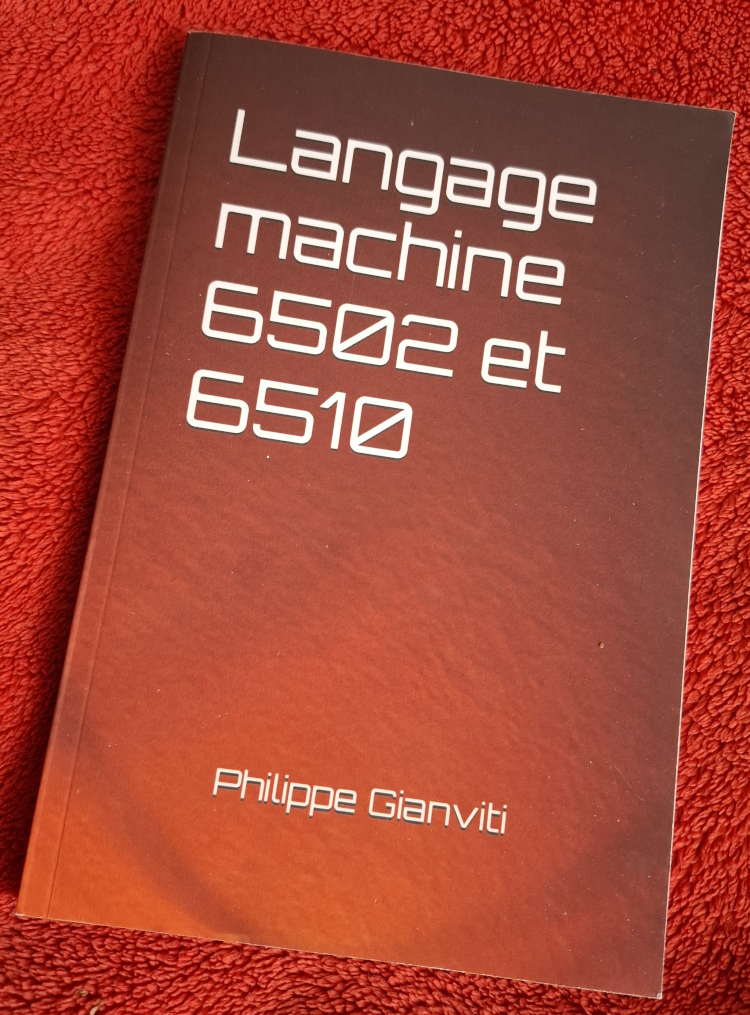 Langage
machine
6502 et
6510
Philippe Gianviti